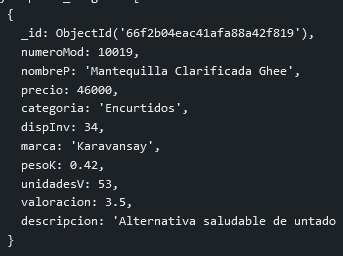 {
_id: ObjectId('66f2b04eac41afa88a42f819'),
numeroMod: 10019,
nombreP: 'Mantequilla Clarificada Ghee',
precio: 46000,
categoria: 'Encurtidos',
dispInv: 34,
marca: 'Karavansay',
pesoK: 0.42,
unidadesV: 53,
valoracion: 3.5,
descripcion: 'Alternativa saludable de untado
}